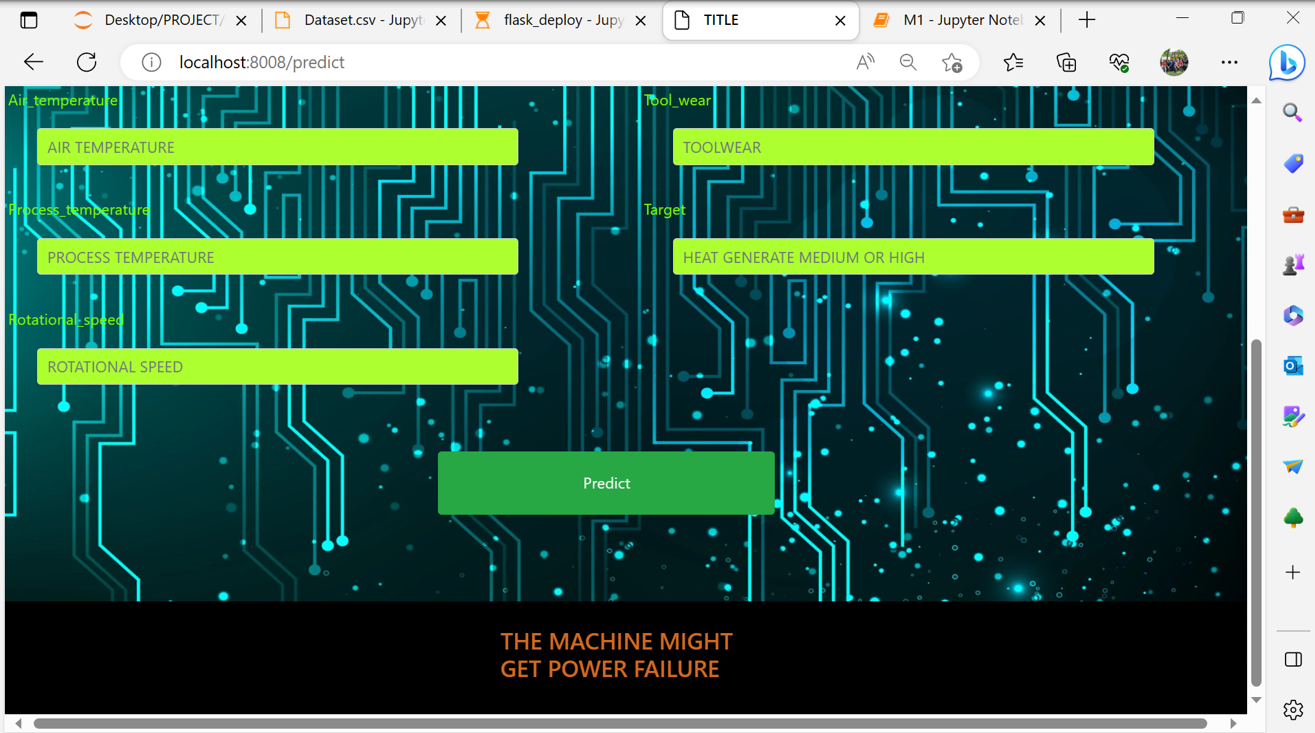 Desktop/PROJECT/
Dataset.csv - Jupyt
flask_deploy - Jupy
TITLE
M1 - Jupyter Note
localhost:8008/predict
Air_temperature
Tool_wear
AIR TEMPERATURE
TOOLWEAR
Process_temperature
Target
PROCESS TEMPERATURE
HEAT GENERATE MEDIUM OR HIGH
Rotational_speed
ROTATIONAL SPEED
Predict
THE MACHINE MIGHT
GET POWER FAILURE